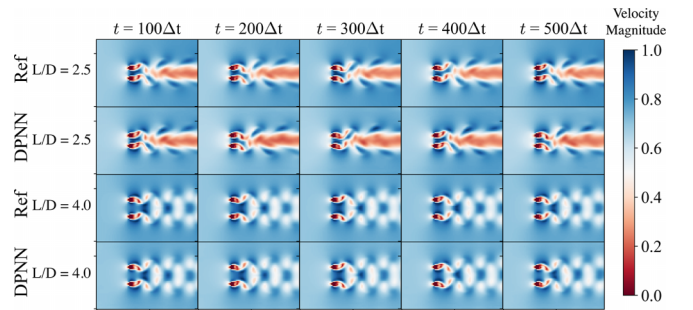 Velocity
Magnitude
t = 100Δt t = 200Δt t = 300Δt t = 400Δt t = 500Δt
Ref L/D = 2.5
DPNN L/D = 2.5
Ref L/D = 4.0
DPNN L/D = 4.0
1.0
0.8
0.6
0.4
0.2
0.0